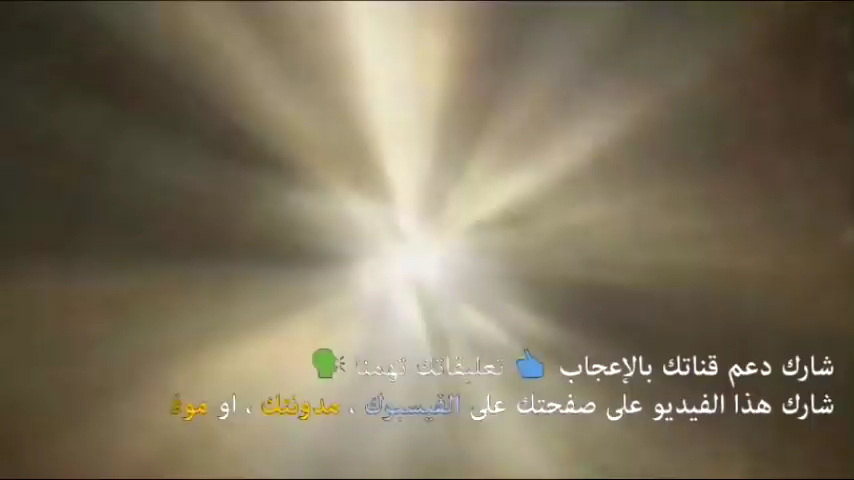 شارك دعم قناتك بالإعجاب تعليقاتك تهمنا
شارك هذا الفيديو على صفحتك على الفيسبوك ، مدونتك ، او